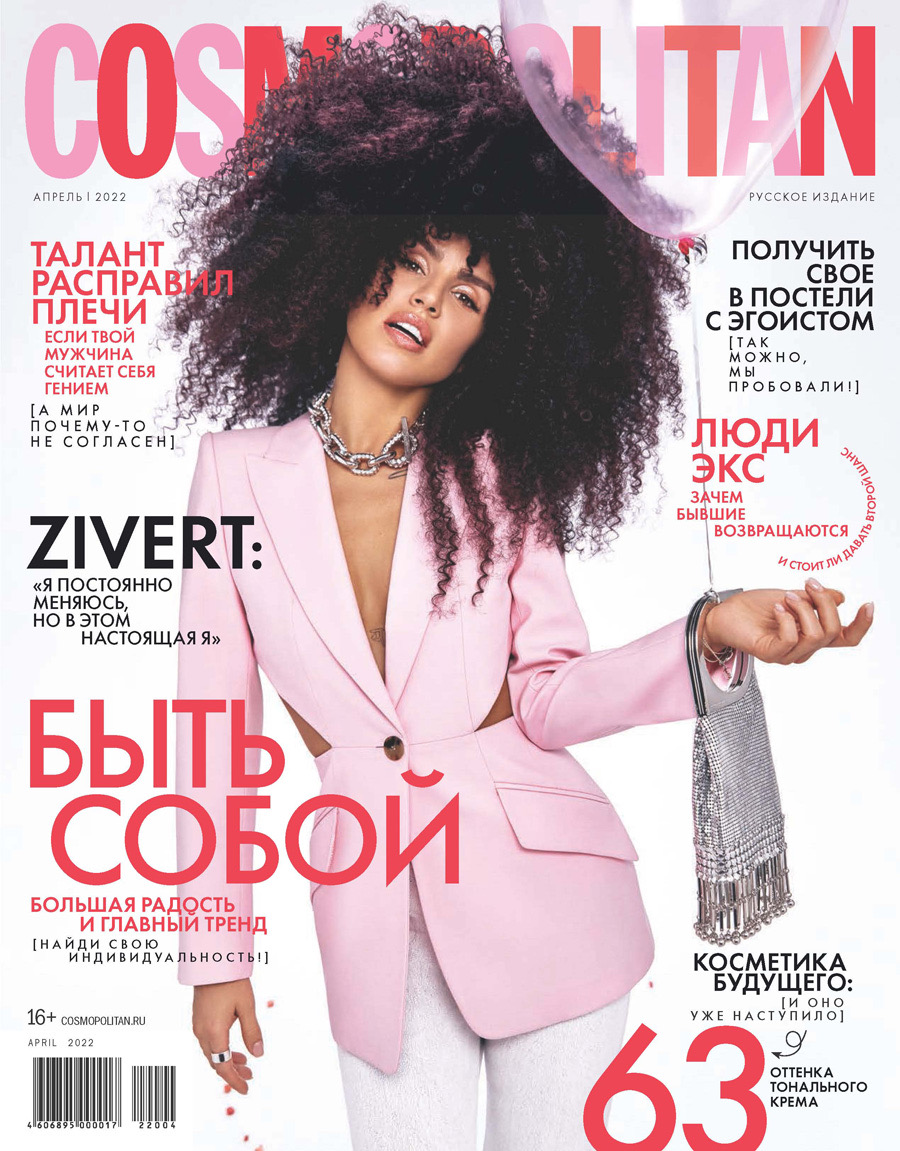 COSMOPOLITAN
АПРЕЛЬ | 2022
РУССКОЕ ИЗДАНИЕ
ТАЛАНТ
РАСПРАВИЛ
ПЛЕЧИ
ЕСЛИ ТВОЙ
МУЖЧИНА
СЧИТАЕТ СЕБЯ
ГЕНИЕМ
[А МИР
ПОЧЕМУ-ТО
НЕ СОГЛАСЕН]
ПОЛУЧИТЬ
СВОЕ
В ПОСТЕЛИ
С ЭГОИСТОМ
[ТАК
МОЖНО,
МЫ
ПРОБОВАЛИ!]
ЛЮДИ
ЭКС
ЗАЧЕМ
БЫВШИЕ
ВОЗВРАЩАЮТСЯ
И СТОИТ ЛИ ДАВАТЬ ВТОРОЙ ШАНС
ZIVERT:
«Я ПОСТОЯННО
МЕНЯЮСЬ,
НО В ЭТОМ
НАСТОЯЩАЯ Я»
БЫТЬ
СОБОЙ
БОЛЬШАЯ РАДОСТЬ
И ГЛАВНЫЙ ТРЕНД
[НАЙДИ СВОЮ
ИНДИВИДУАЛЬНОСТЬ!]
КОСМЕТИКА
БУДУЩЕГО:
[И ОНО
УЖЕ НАСТУПИЛО]
63
ОТТЕНКА
ТОНАЛЬНОГО
КРЕМА
16+ COSMOPOLITAN.RU
APRIL 2022
4 606895 000017 22004